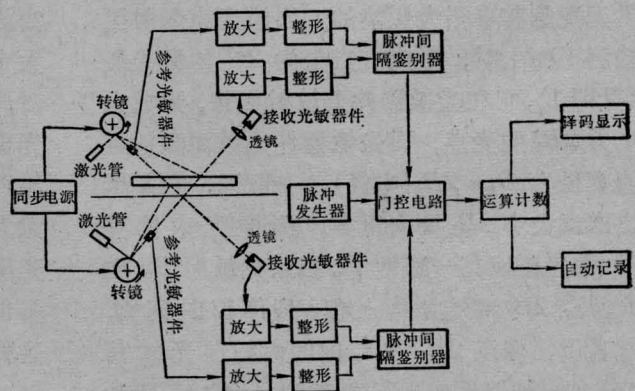 放大
整形
脉冲间
隔鉴别器
放大
整形
参考光敏器件
转镜
接收光敏器件
透镜
激光管
译码显示
同步电源
脉冲
发生器
门控电路
运算计数
激光管
透镜
接收光敏器件
转镜
参考光敏器件
自动记录
放大
整形
脉冲间
隔鉴别器
放大
整形